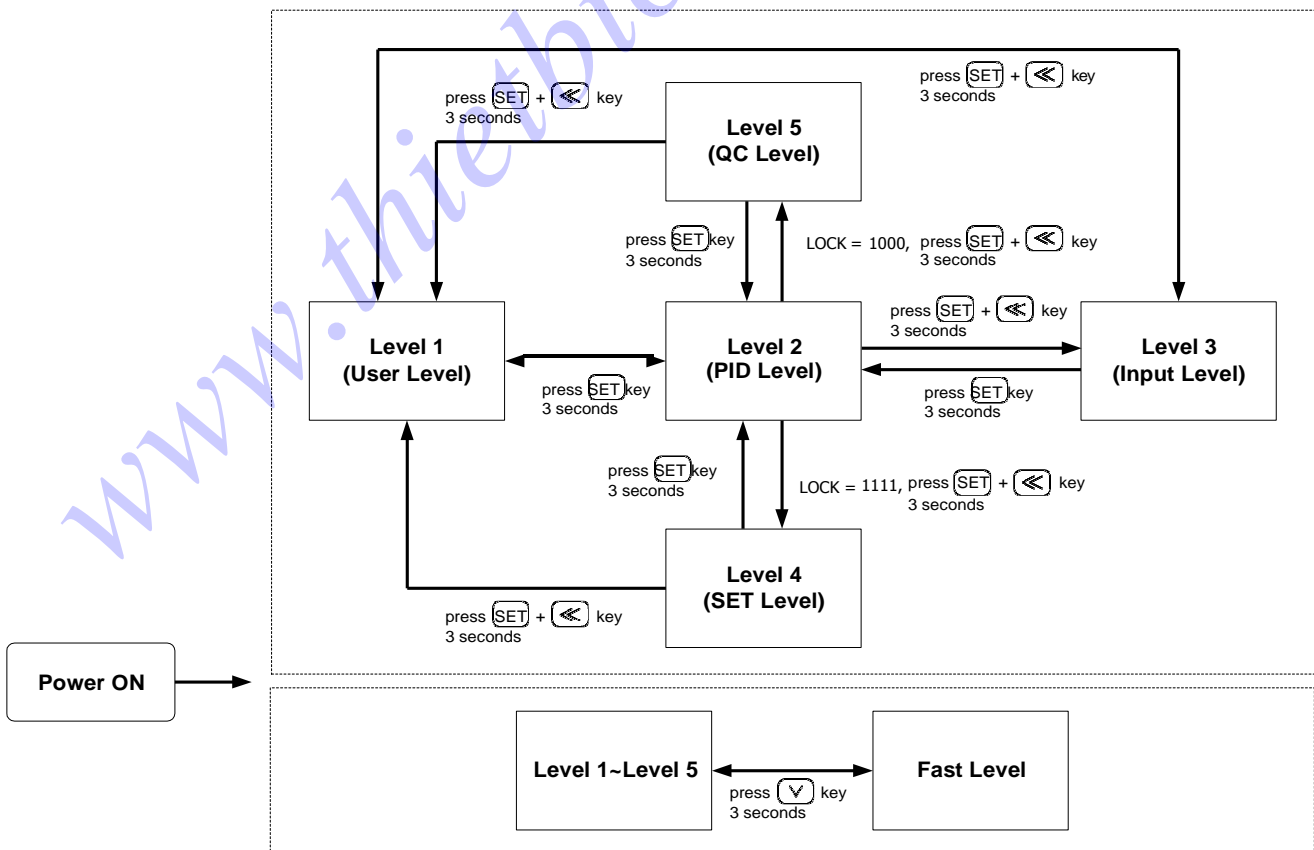 www.thietbi
press SET + ≪ key
3 seconds
press SET + ≪ key
3 seconds
Level 5
(QC Level)
press SET key
3 seconds
LOCK = 1000, press SET + ≪ key
3 seconds
Level 1
(User Level)
press SET key
3 seconds
Level 2
(PID Level)
press SET + ≪ key
3 seconds
press SET key
3 seconds
Level 3
(Input Level)
press SET key
3 seconds
LOCK = 1111, press SET + ≪ key
3 seconds
Level 4
(SET Level)
press SET + ≪ key
3 seconds
Power ON
Level 1~Level 5
press ∨ key
3 seconds
Fast Level